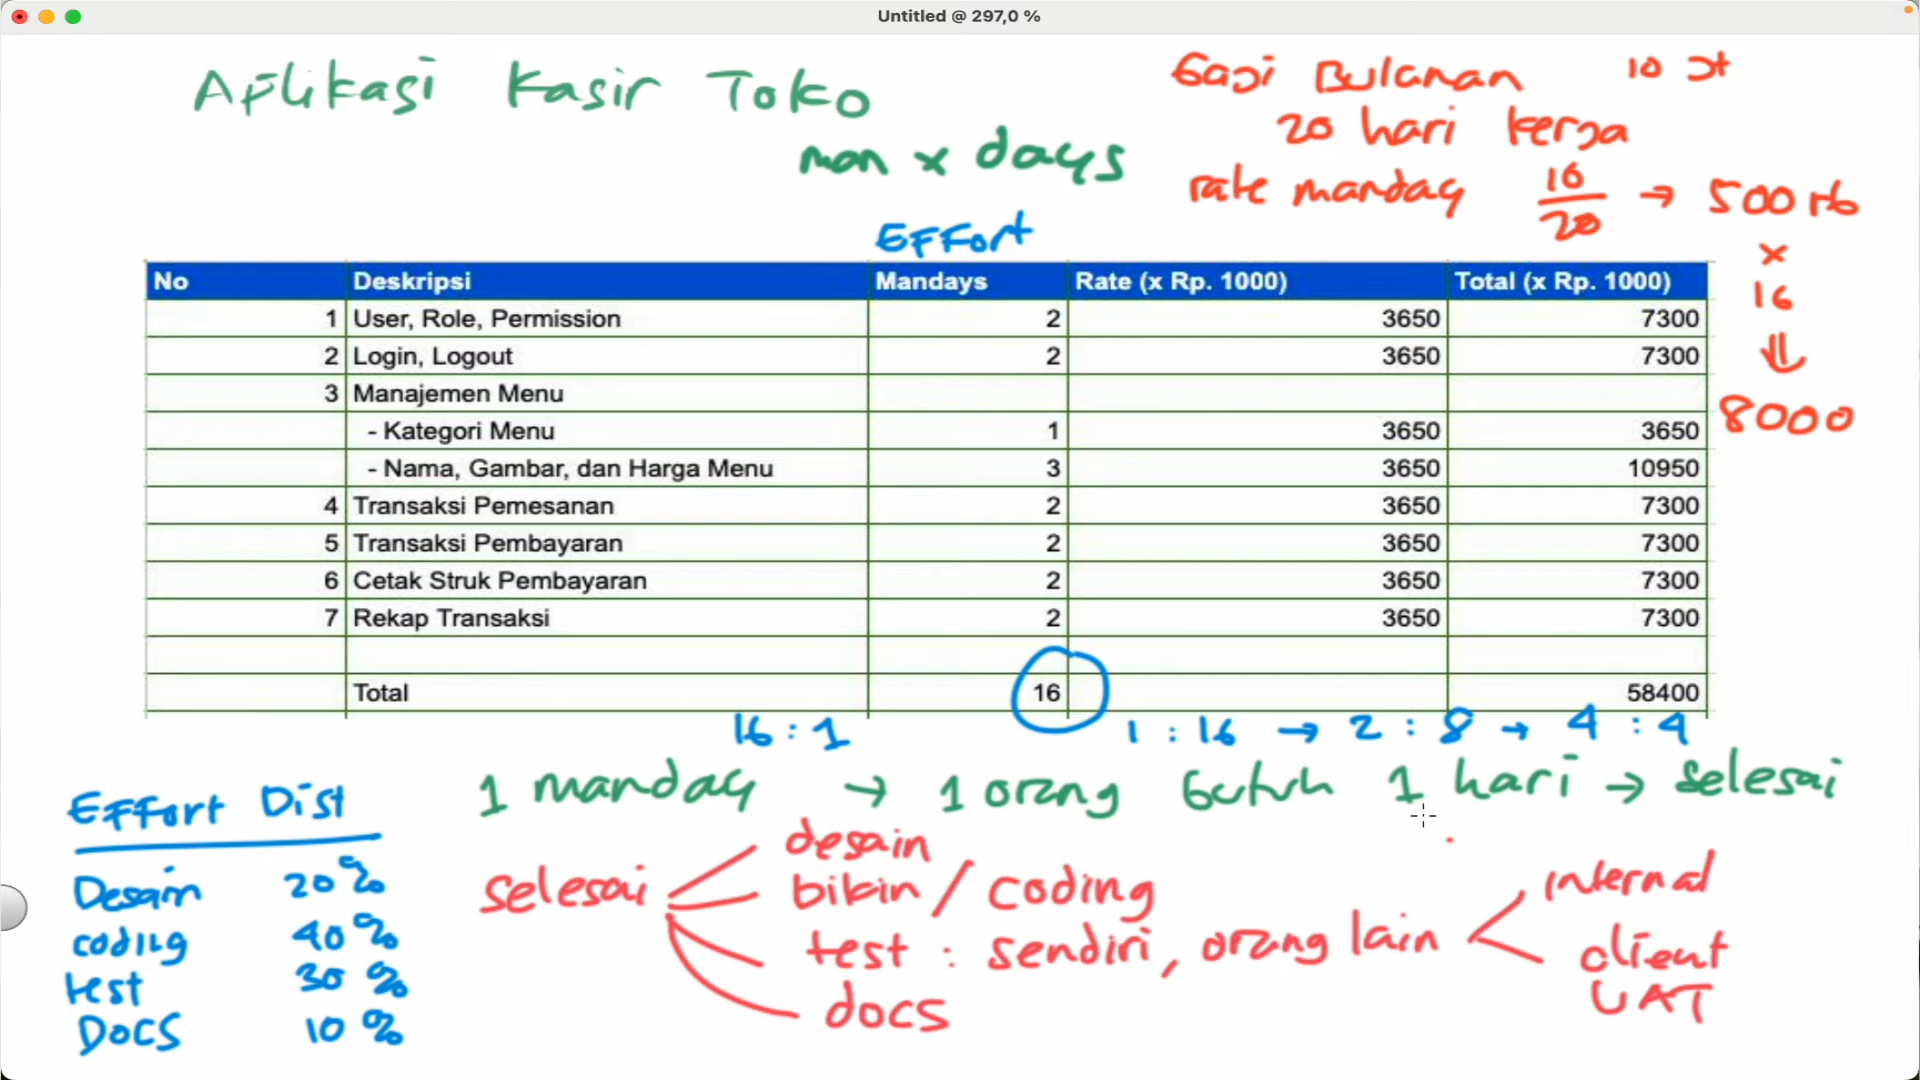 Untitled @ 297,0 %
Aplikasi Kasir Toko
man x days
Gaji Bulanan 10 Jt
20 hari kerja
rate manday 10/20 → 500 rb
x
16
⇓
8000
EFFort
No Deskripsi Mandays Rate (x Rp. 1000) Total (x Rp. 1000)
1 User, Role, Permission 2 3650 7300
2 Login, Logout 2 3650 7300
3 Manajemen Menu
- Kategori Menu 1 3650 3650
- Nama, Gambar, dan Harga Menu 3 3650 10950
4 Transaksi Pemesanan 2 3650 7300
5 Transaksi Pembayaran 2 3650 7300
6 Cetak Struk Pembayaran 2 3650 7300
7 Rekap Transaksi 2 3650 7300
Total 16 58400
16 : 1 1 : 16 → 2 : 8 → 4 : 4
1 manday → 1 orang butuh 1 hari → selesai
EFFort Dist
Desain 20%
coding 40%
test 30%
DOCS 10%
selesai
desain
bikin / coding
test : sendiri, orang lain
docs
internal
client
UAT